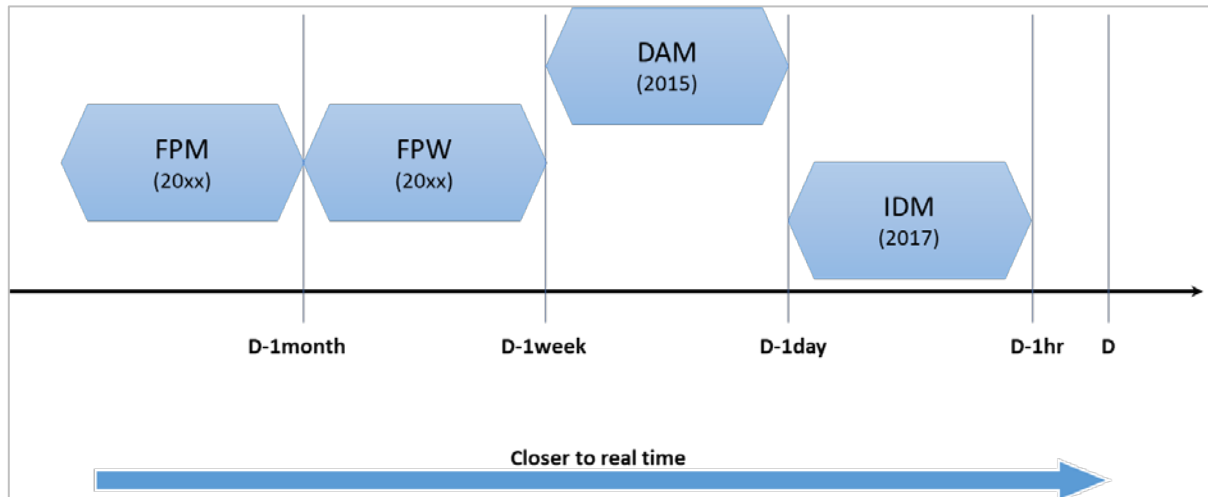 DAM
(2015)
FPM
(20xx)
FPW
(20xx)
IDM
(2017)
D-1month
D-1week
D-1day
D-1hr
D
Closer to real time